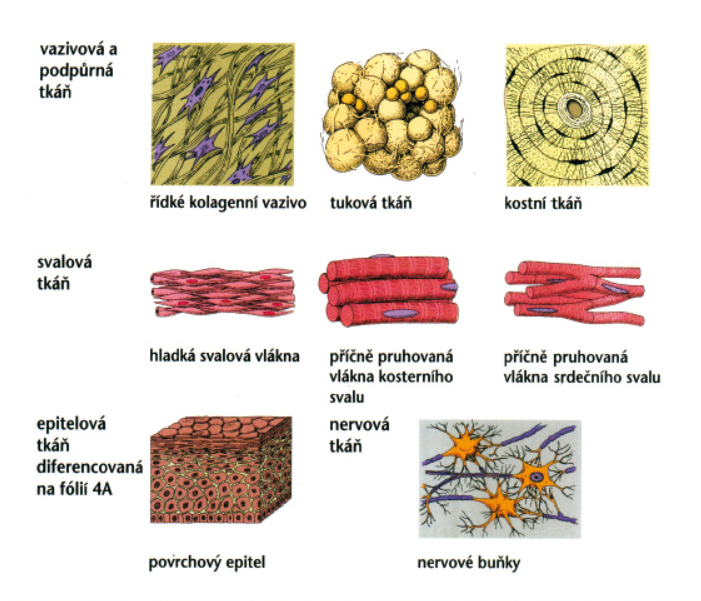 vazivová a
podpůrná
tkáň
řídké kolagenní vazivo
tuková tkáň
kostní tkáň
svalová
tkáň
hladká svalová vlákna
příčně pruhovaná
vlákna kosterního
svalu
příčně pruhovaná
vlákna srdečního svalu
epitelová
tkáň
diferencovaná
na fólií 4A
povrchový epitel
nervová
tkáň
nervové buňky